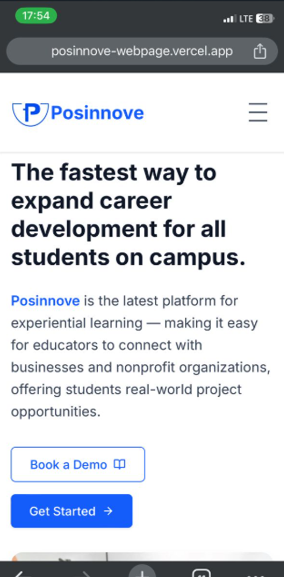 17:54
LTE 38
posinnove-webpage.vercel.app
Posinnove
The fastest way to
expand career
development for all
students on campus.
Posinnove is the latest platform for
experiential learning — making it easy
for educators to connect with
businesses and nonprofit organizations,
offering students real-world project
opportunities.
Book a Demo
Get Started